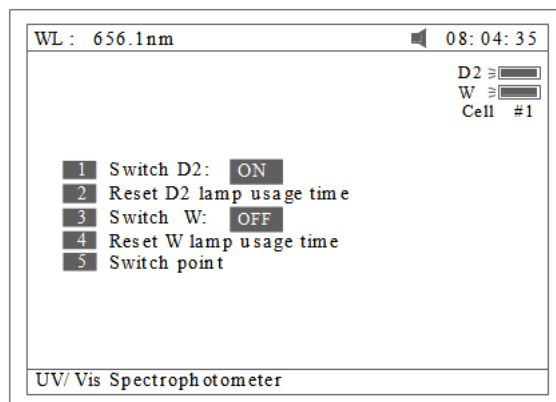 WL: 656.1nm 08:04:35
D2
W
Cell #1
1 Switch D2: ON
2 Reset D2 lamp usage time
3 Switch W: OFF
4 Reset W lamp usage time
5 Switch point
UV/Vis Spectrophotometer